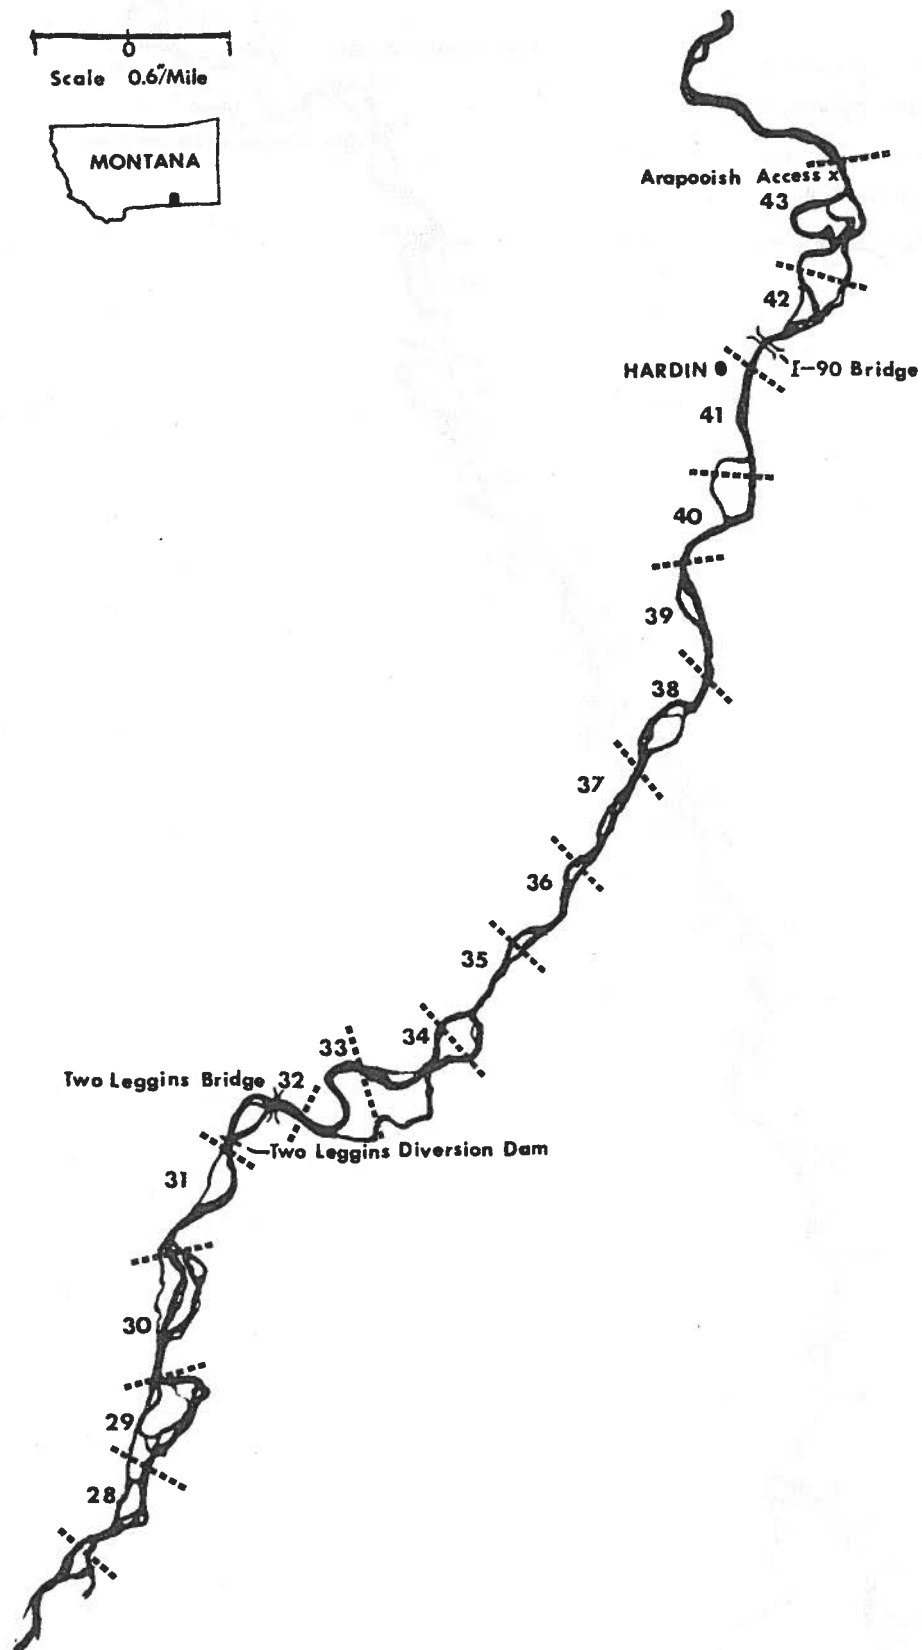 0
Scale 0.6"/Mile
MONTANA
Arapooish Access x
43
42
HARDIN
I-90 Bridge
41
40
39
38
37
36
35
34
33
Two Leggins Bridge 32
Two Leggins Diversion Dam
31
30
29
28